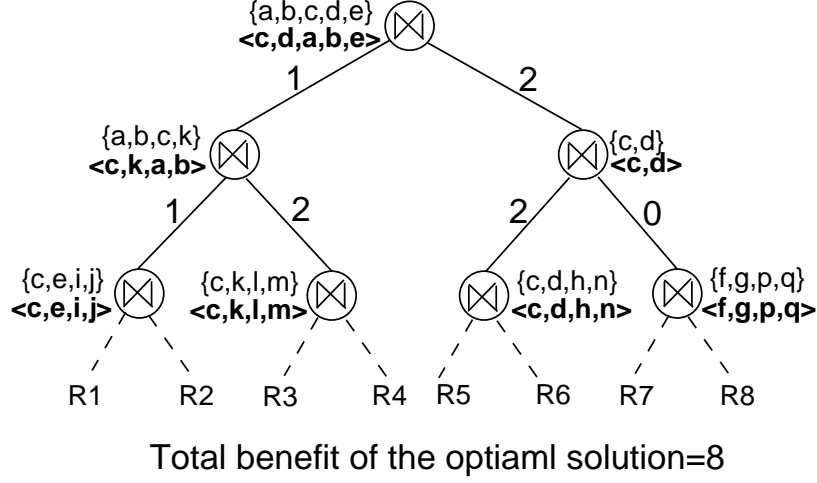 {a,b,c,d,e}
<c,d,a,b,e>
1 2
{a,b,c,k} {c,d}
<c,k,a,b> <c,d>
1 2 2 0
{c,e,i,j} {c,k,l,m} {c,d,h,n} {f,g,p,q}
<c,e,i,j> <c,k,l,m> <c,d,h,n> <f,g,p,q>
R1 R2 R3 R4 R5 R6 R7 R8
Total benefit of the optiaml solution=8